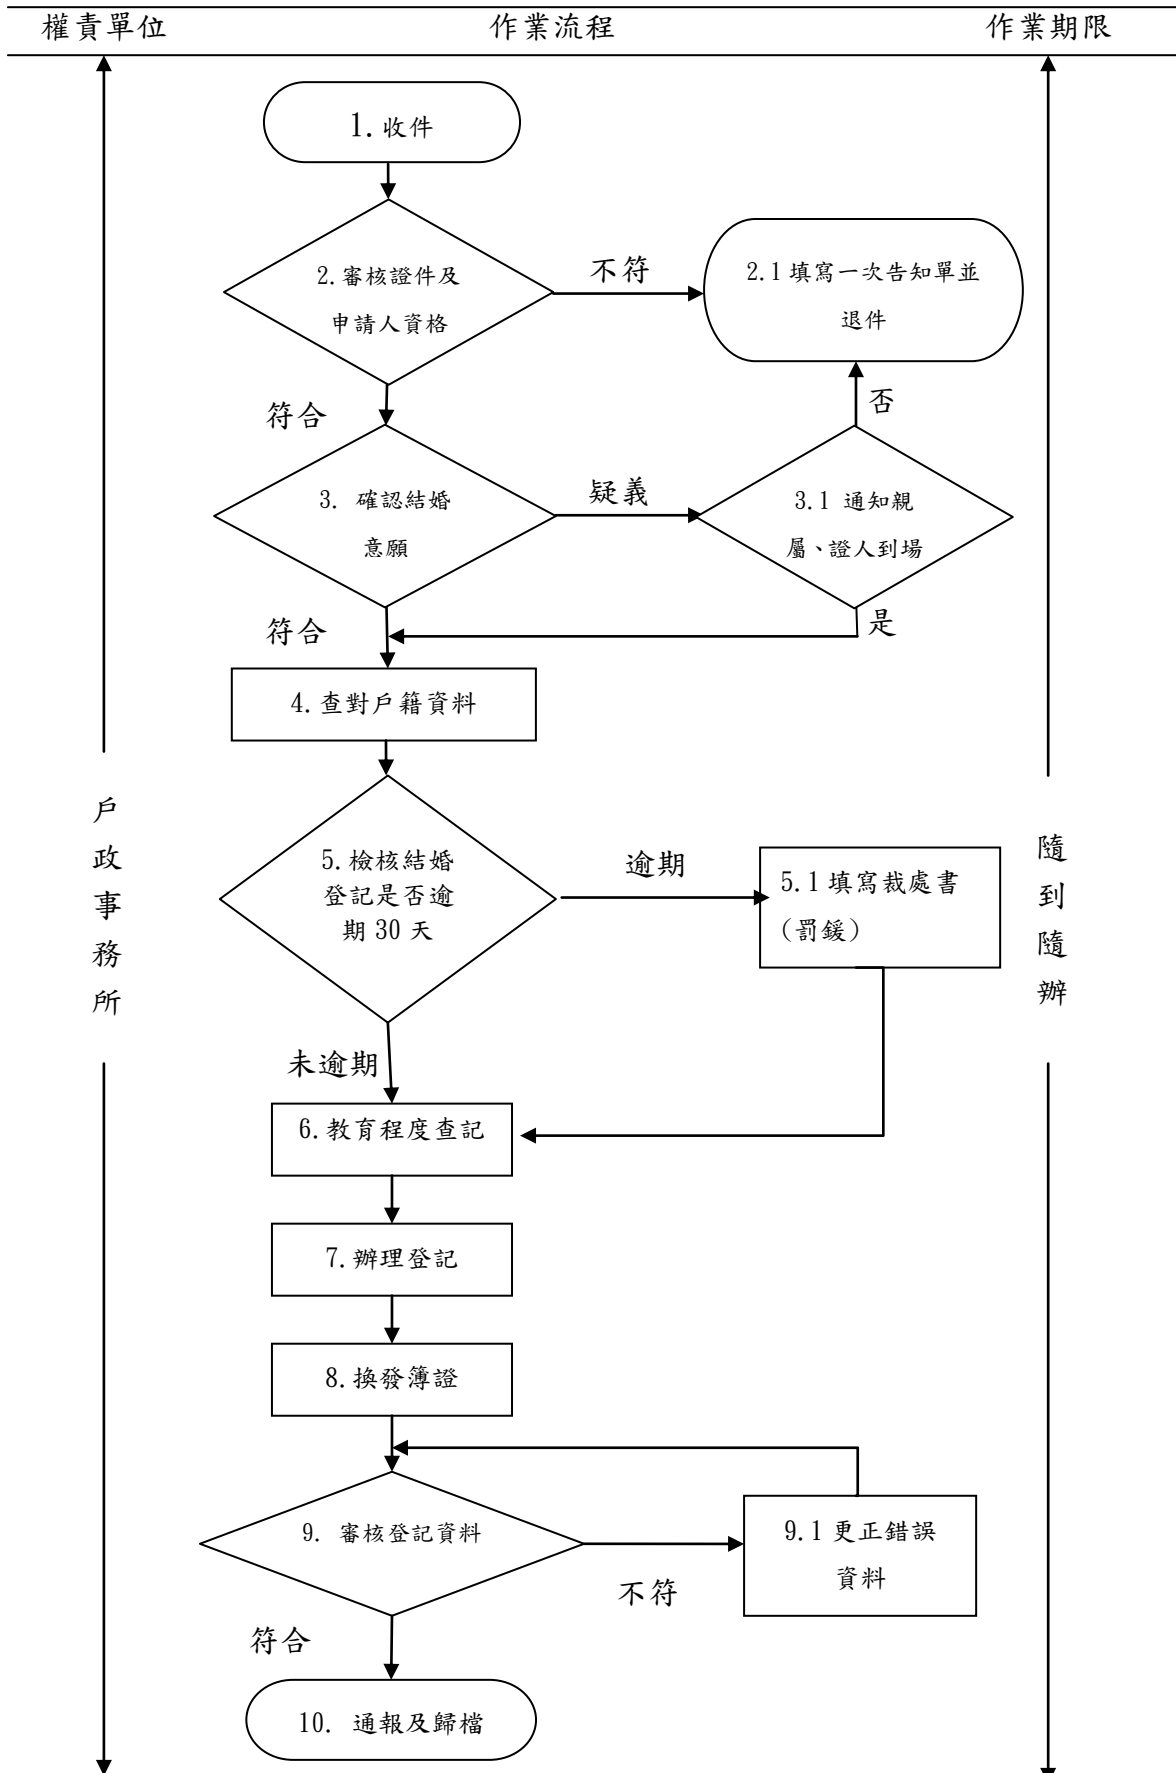 權責單位
作業流程
作業期限
1.收件
2.審核證件及
申請人資格
不符
2.1 填寫一次告知單並
退件
符合
否
3. 確認結婚
意願
疑義
3.1 通知親
屬、證人到場
符合
是
4.查對戶籍資料
戶
政
事
務
所
5.檢核結婚
登記是否逾
期 30 天
逾期
5.1 填寫裁處書
(罰鍰)
隨
到
隨
辦
未逾期
6.教育程度查記
7.辦理登記
8.換發簿證
9. 審核登記資料
不符
9.1 更正錯誤
資料
符合
10. 通報及歸檔